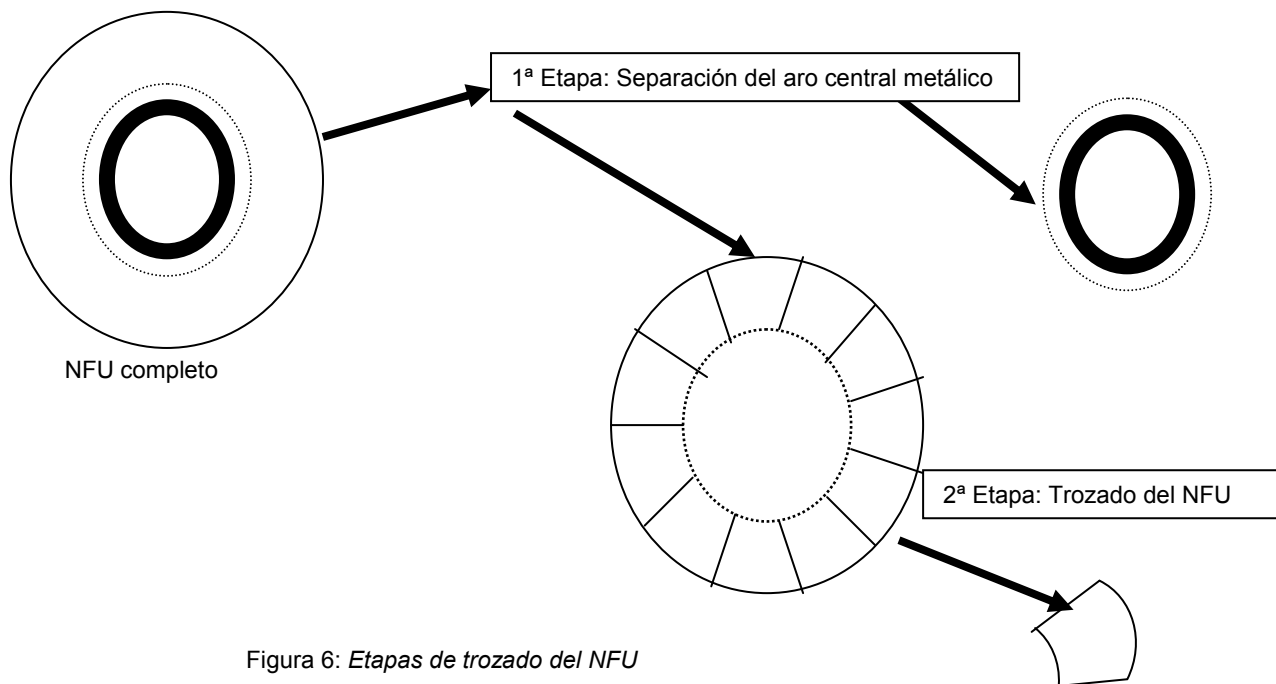 1ª Etapa: Separación del aro central metálico
NFU completo
2ª Etapa: Trozado del NFU
Figura 6: Etapas de trozado del NFU